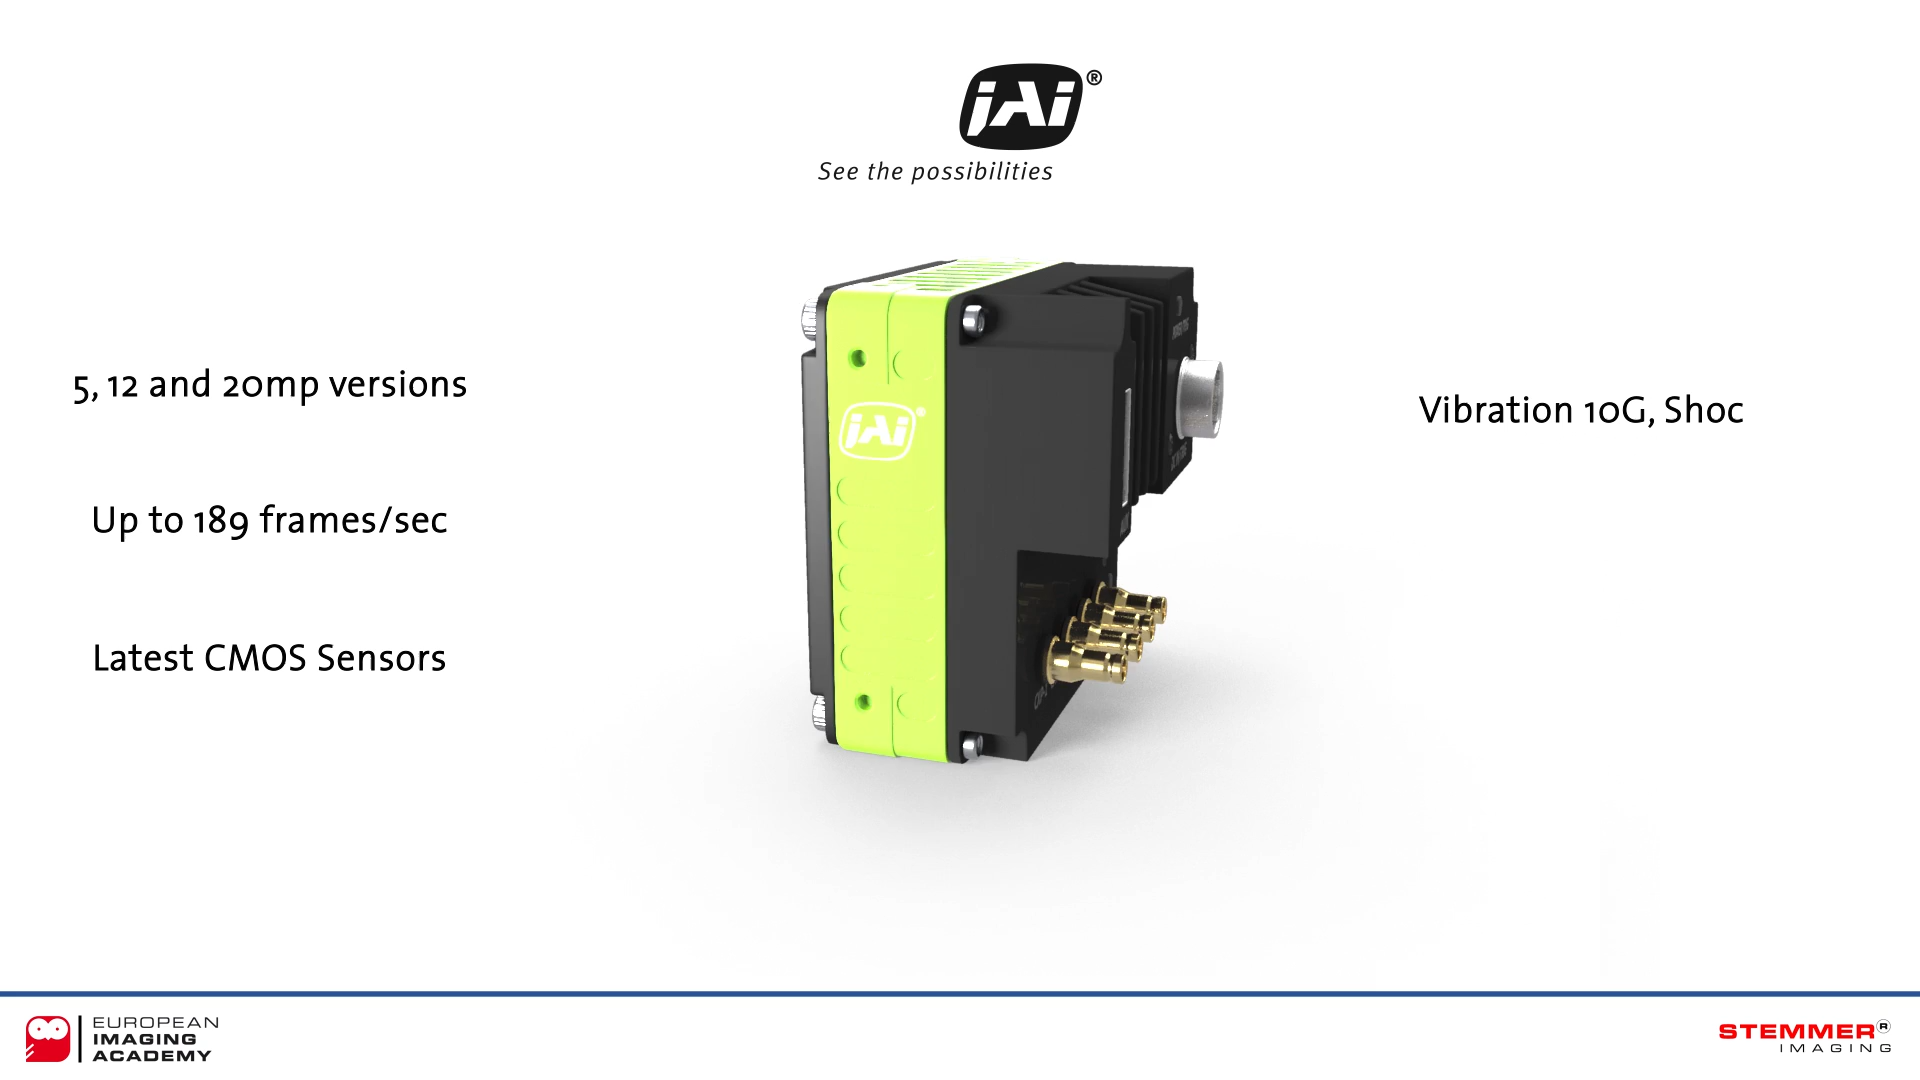 jAi®
See the possibilities
5, 12 and 20mp versions
Up to 189 frames/sec
Latest CMOS Sensors
jAi®
Vibration 10G, Shoc
EUROPEAN
IMAGING
ACADEMY
STEMMER®
IMAGING